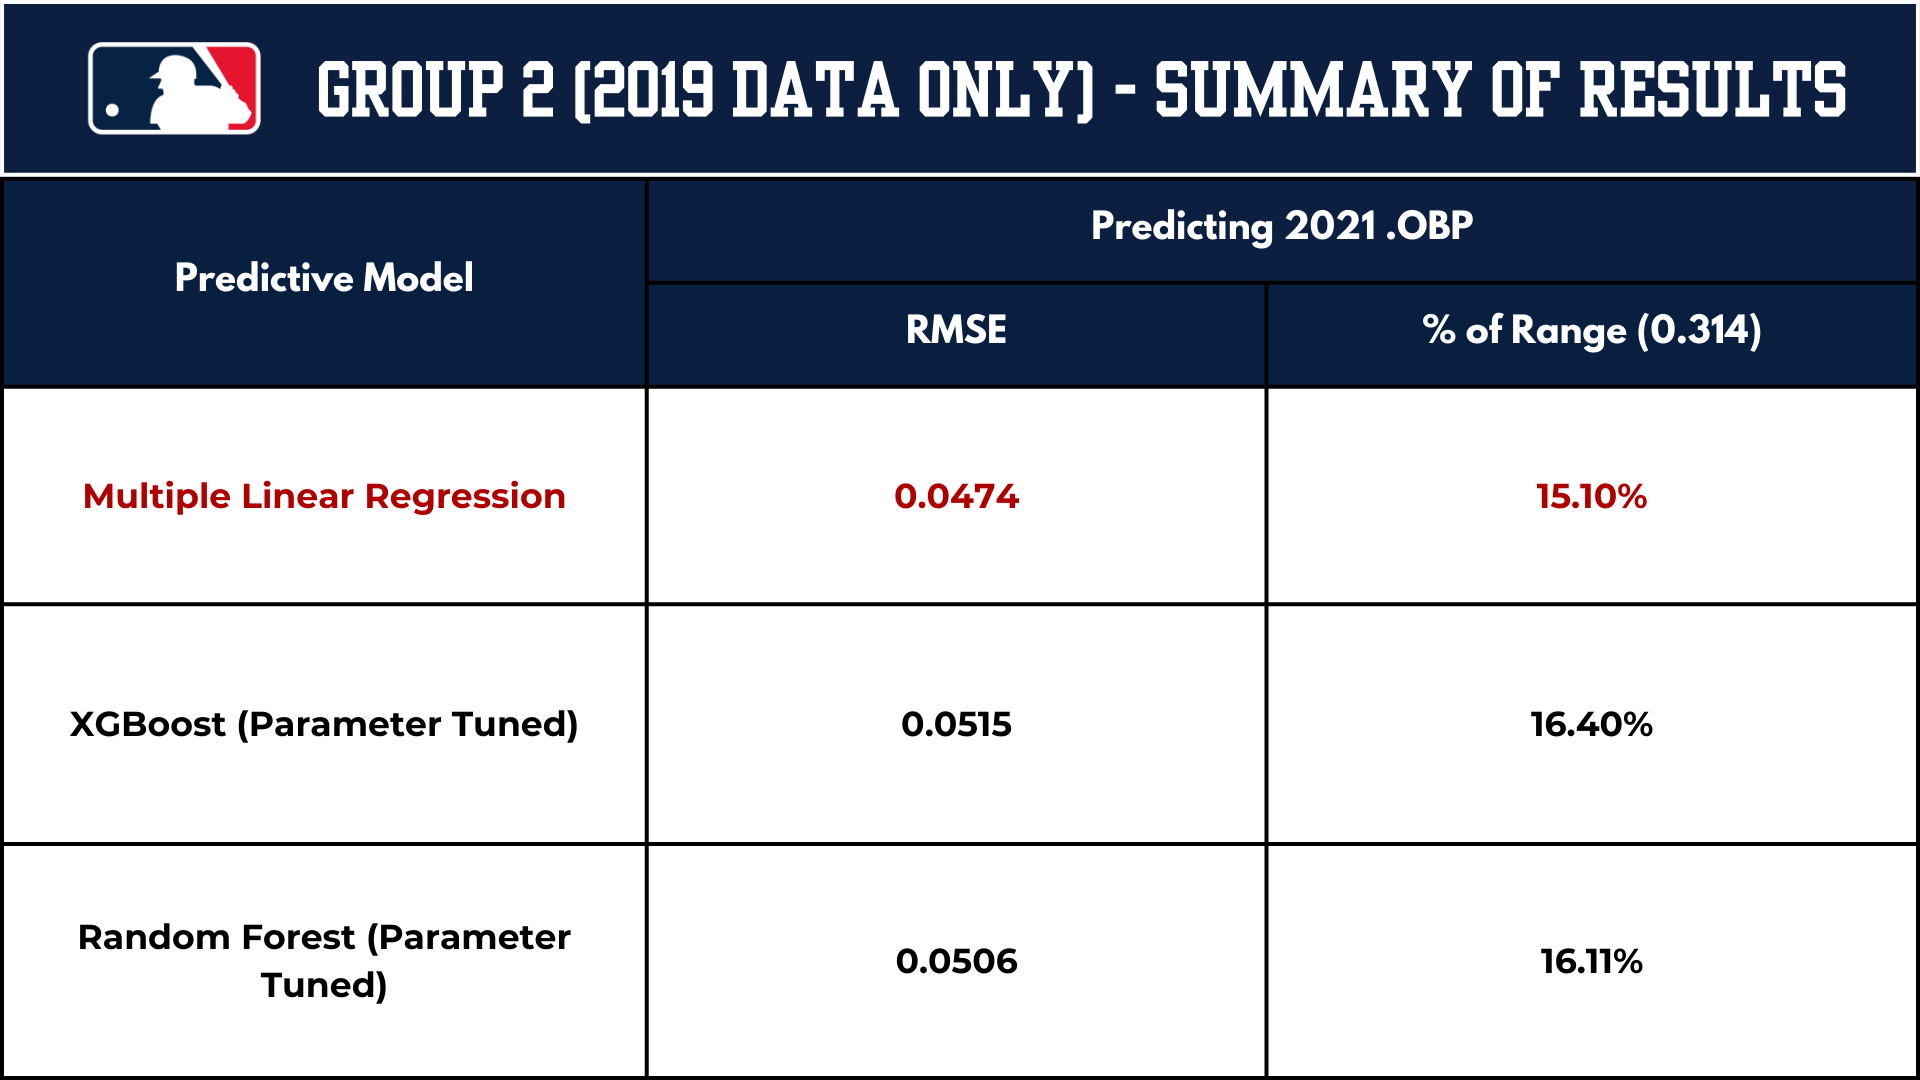 GROUP 2 (2019 DATA ONLY) - SUMMARY OF RESULTS
Predictive Model
Predicting 2021 .OBP
RMSE
% of Range (0.314)
Multiple Linear Regression
0.0474
15.10%
XGBoost (Parameter Tuned)
0.0515
16.40%
Random Forest (Parameter
Tuned)
0.0506
16.11%